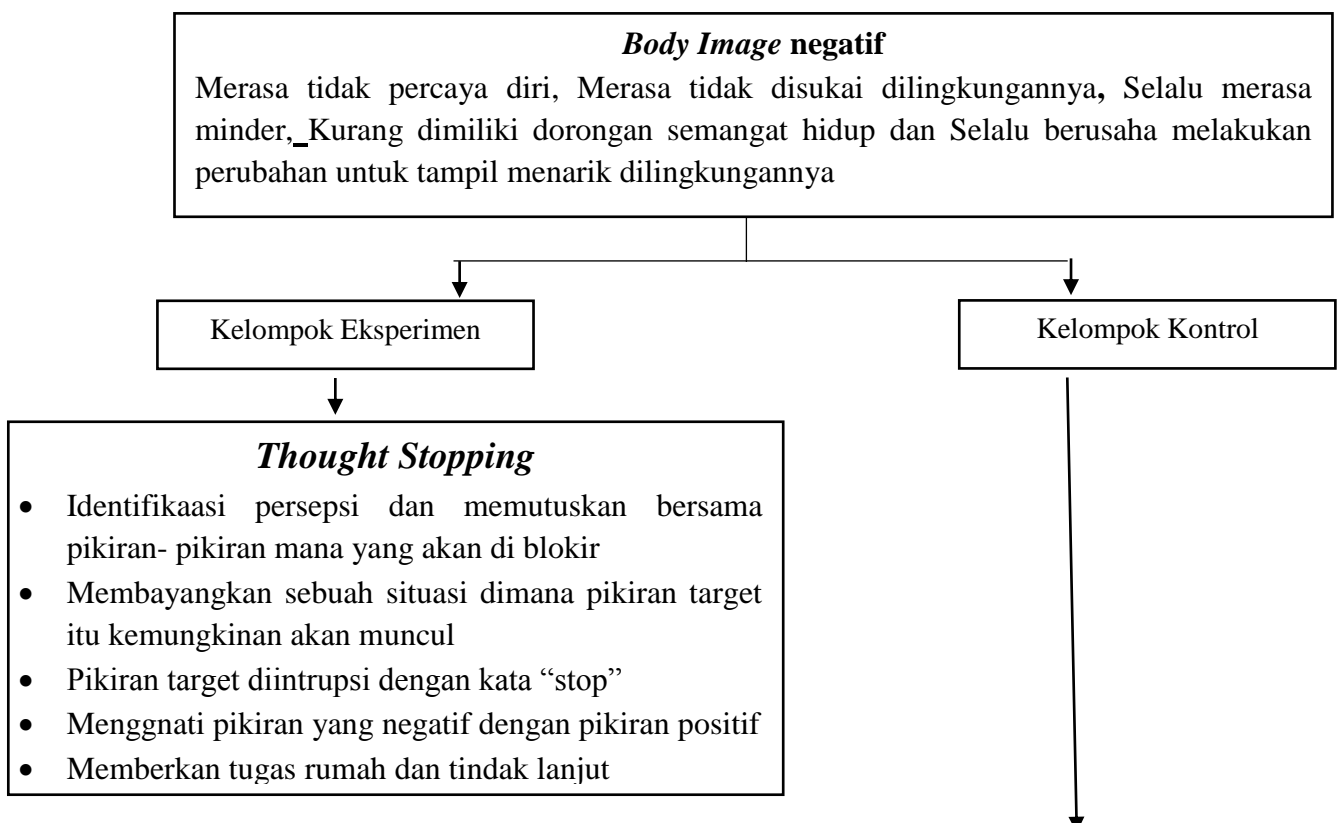 Body Image negatif
Merasa tidak percaya diri, Merasa tidak disukai dilingkungannya, Selalu merasa
minder, Kurang dimiliki dorongan semangat hidup dan Selalu berusaha melakukan
perubahan untuk tampil menarik dilingkungannya
Kelompok Eksperimen
Kelompok Kontrol
Thought Stopping
• Identifikaasi persepsi dan memutuskan bersama
pikiran- pikiran mana yang akan di blokir
• Membayangkan sebuah situasi dimana pikiran target
itu kemungkinan akan muncul
• Pikiran target diintrupsi dengan kata “stop”
• Menggnati pikiran yang negatif dengan pikiran positif
• Memberkan tugas rumah dan tindak lanjut